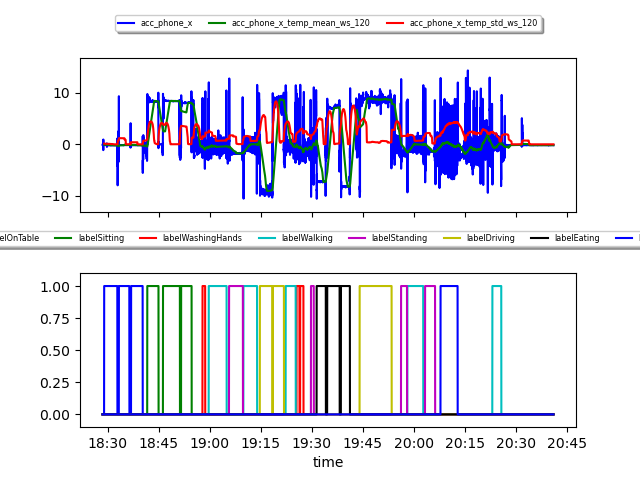 acc_phone_x acc_phone_x_temp_mean_ws_120 acc_phone_x_temp_std_ws_120
10
0
−10
labelSitting labelWashingHands labelWalking labelStanding labelDriving labelEating
1.00
0.75
0.50
0.25
0.00
18:30 18:45 19:00 19:15 19:30 19:45 20:00 20:15 20:30 20:45
time